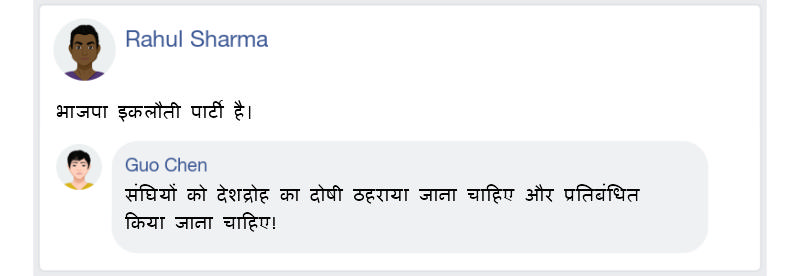 Rahul Sharma
भाजपा इकलौती पार्टी है।
Guo Chen
संघियों को देशद्रोह का दोषी ठहराया जाना चाहिए और प्रतिबंधित
किया जाना चाहिए!